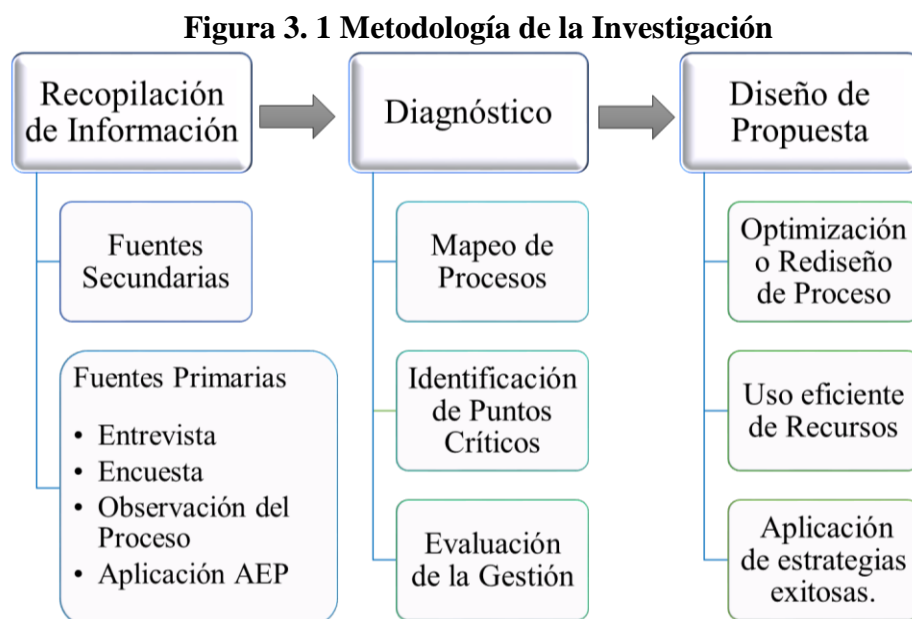 Figura 3. 1 Metodología de la Investigación
Recopilación
de Información
Fuentes
Secundarias
Fuentes Primarias
• Entrevista
• Encuesta
• Observación del
Proceso
• Aplicación AEP
Diagnóstico
Mapeo de
Procesos
Identificación
de Puntos
Críticos
Evaluación
de la Gestión
Diseño de
Propuesta
Optimización
o Rediseño
de Proceso
Uso eficiente
de Recursos
Aplicación
de estrategias
exitosas.